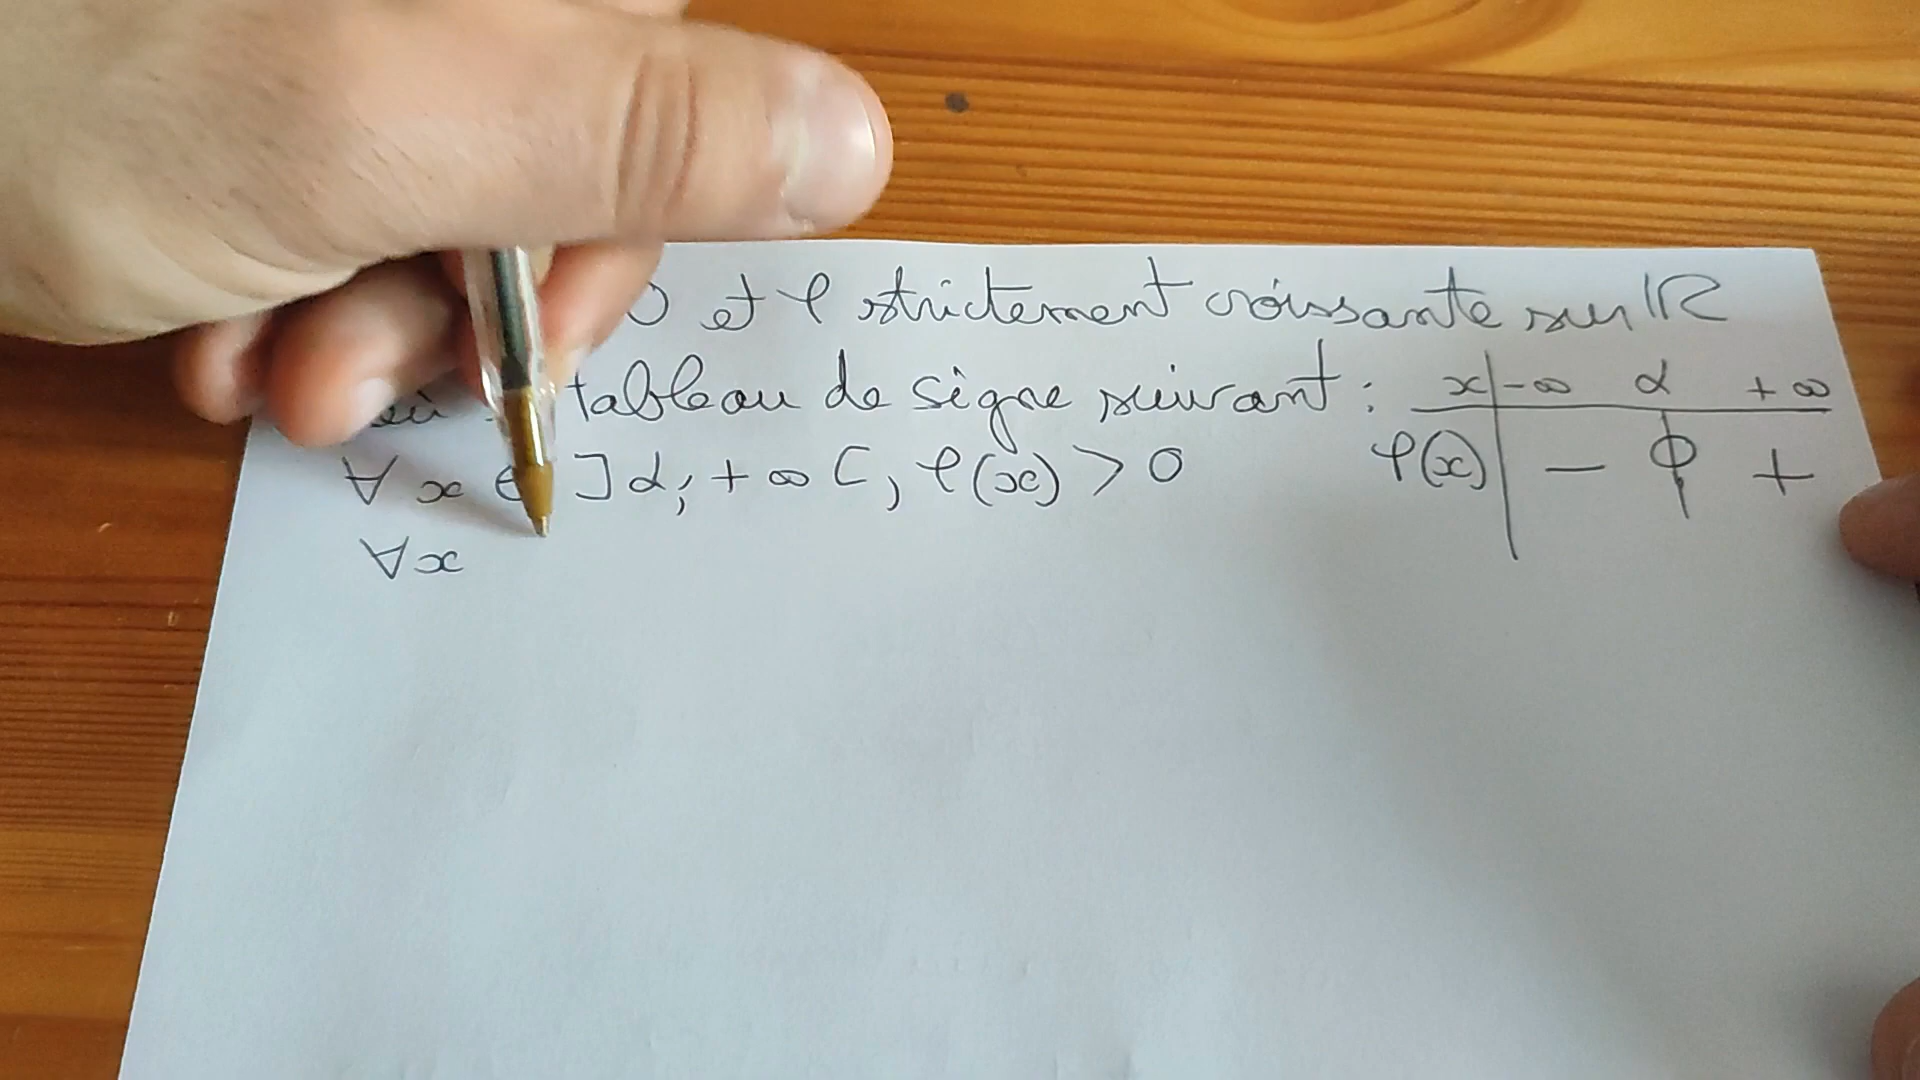 et φ strictement croissante sur ℝ
tableau de signe suivant :
x | -∞ α +∞
φ(x) | - 0 +
∀ x ∈ ]α; +∞[, φ(x) > 0
∀x